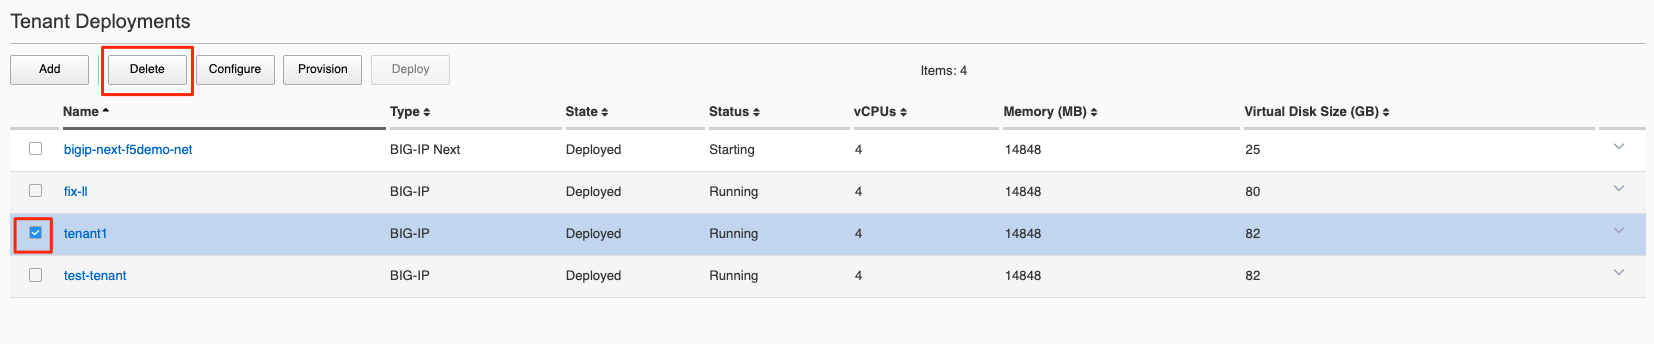 Tenant Deployments
Add Delete Configure Provision Deploy Items: 4
Name Type State Status vCPUs Memory (MB) Virtual Disk Size (GB)
bigip-next-f5demo-net BIG-IP Next Deployed Starting 4 14848 25
fix-ll BIG-IP Deployed Running 4 14848 80
tenant1 BIG-IP Deployed Running 4 14848 82
test-tenant BIG-IP Deployed Running 4 14848 82